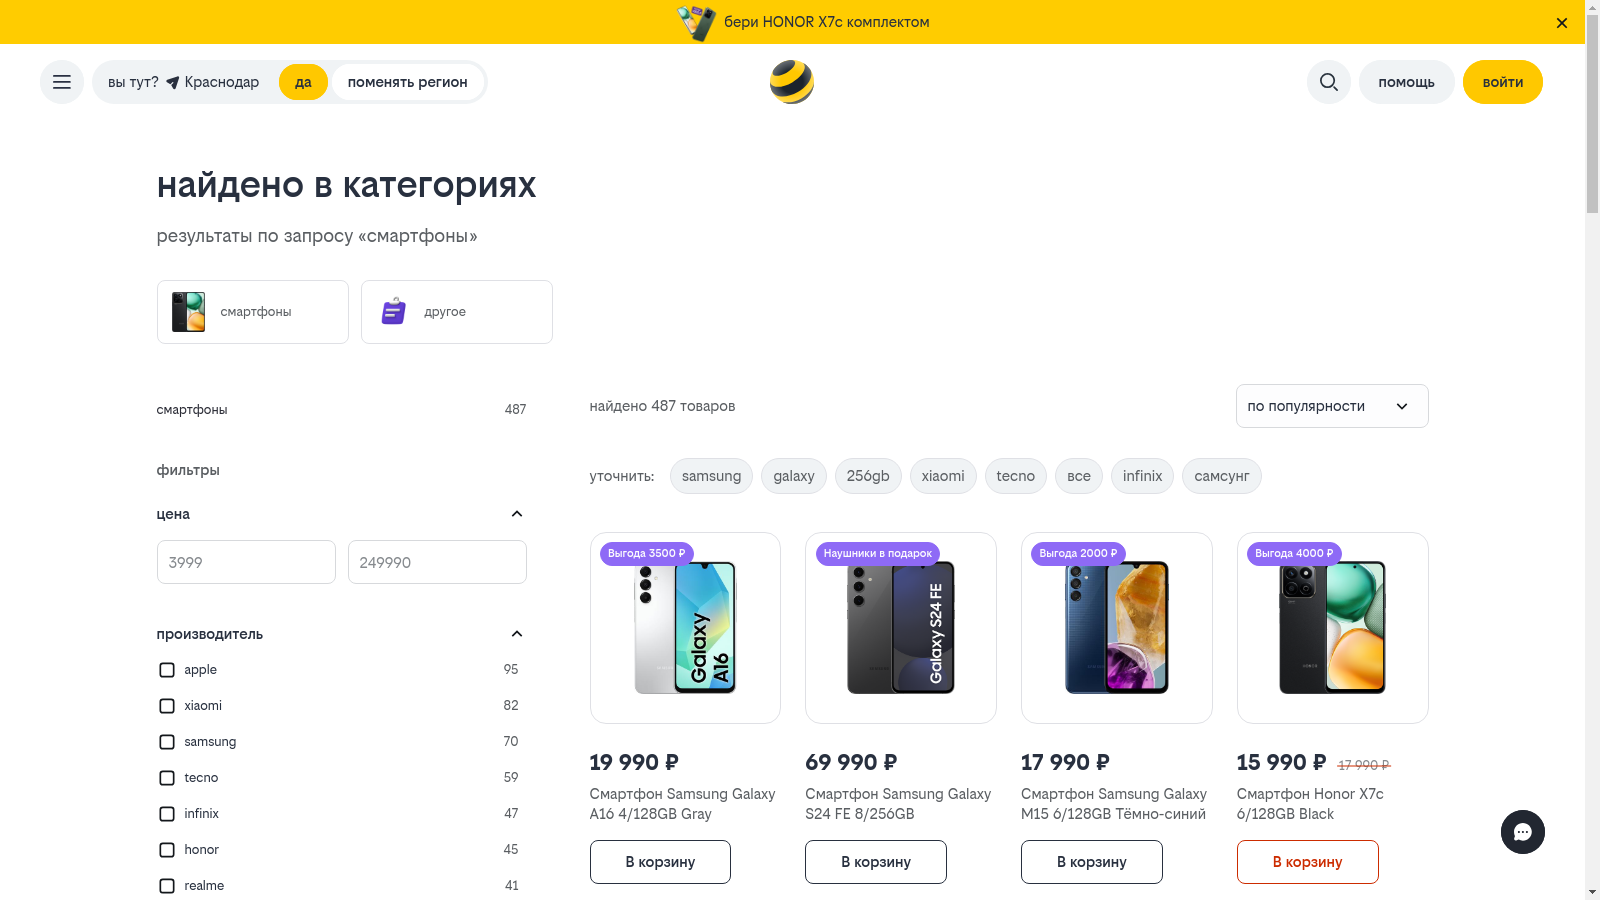 бери HONOR X7c комплектом
вы тут? Краснодар да поменять регион
помощь
войти
найдено в категориях
результаты по запросу «смартфоны»
смартфоны
другое
смартфоны 487
фильтры
цена
3999
249990
производитель
apple 95
xiaomi 82
samsung 70
tecno 59
infinix 47
honor 45
realme 41
найдено 487 товаров
по популярности
уточнить: samsung galaxy 256gb xiaomi tecno все infinix самсунг
Выгода 3500 ₽
Galaxy A16
19 990 ₽
Смартфон Samsung Galaxy
A16 4/128GB Gray
В корзину
Наушники в подарок
Galaxy S24 FE
69 990 ₽
Смартфон Samsung Galaxy
S24 FE 8/256GB
В корзину
Выгода 2000 ₽
17 990 ₽
Смартфон Samsung Galaxy
M15 6/128GB Тёмно-синий
В корзину
Выгода 4000 ₽
HONOR
15 990 ₽ 17 990 ₽
Смартфон Honor X7c
6/128GB Black
В корзину